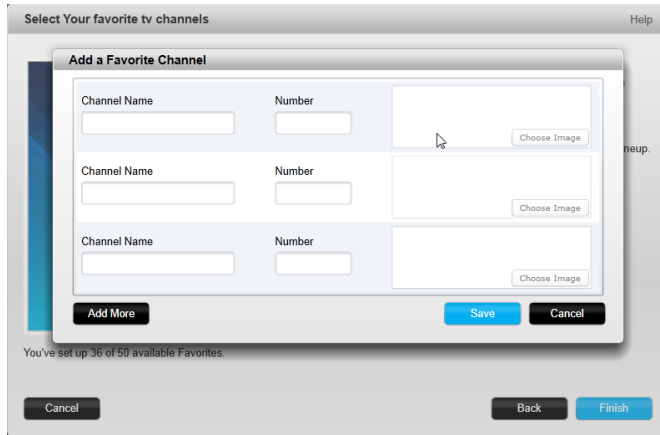 Select Your favorite tv channels Help
Add a Favorite Channel
Channel Name Number
Choose Image
neup.
Channel Name Number
Choose Image
Channel Name Number
Choose Image
Add More Save Cancel
You've set up 36 of 50 available Favorites.
Cancel Back Finish